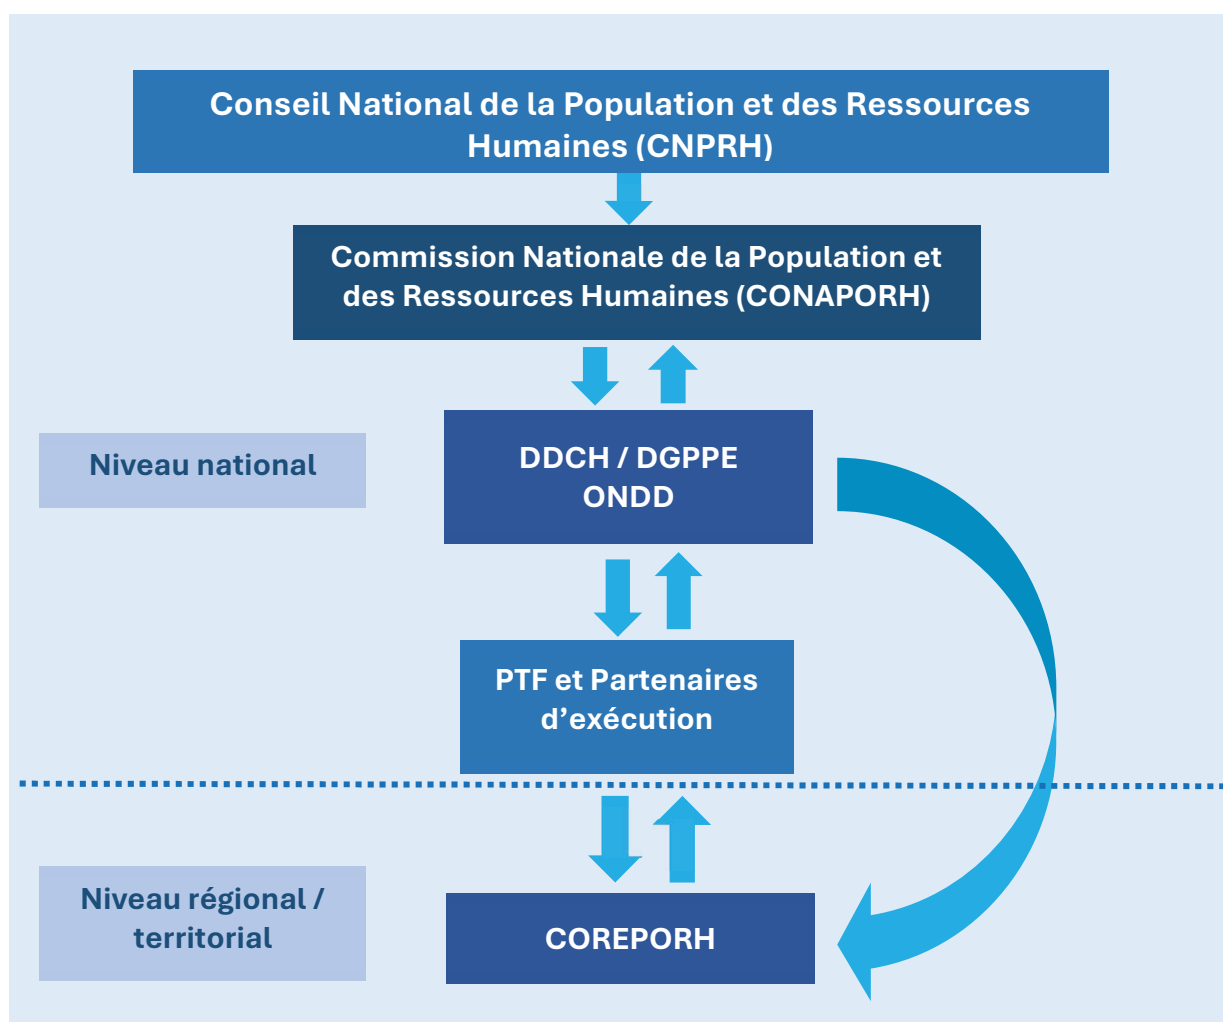 Conseil National de la Population et des Ressources
Humaines (CNPRH)
Commission Nationale de la Population et
des Ressources Humaines (CONAPORH)
Niveau national
DDCH / DGPPE
ONDD
PTF et Partenaires
d’exécution
Niveau régional /
territorial
COREPORH